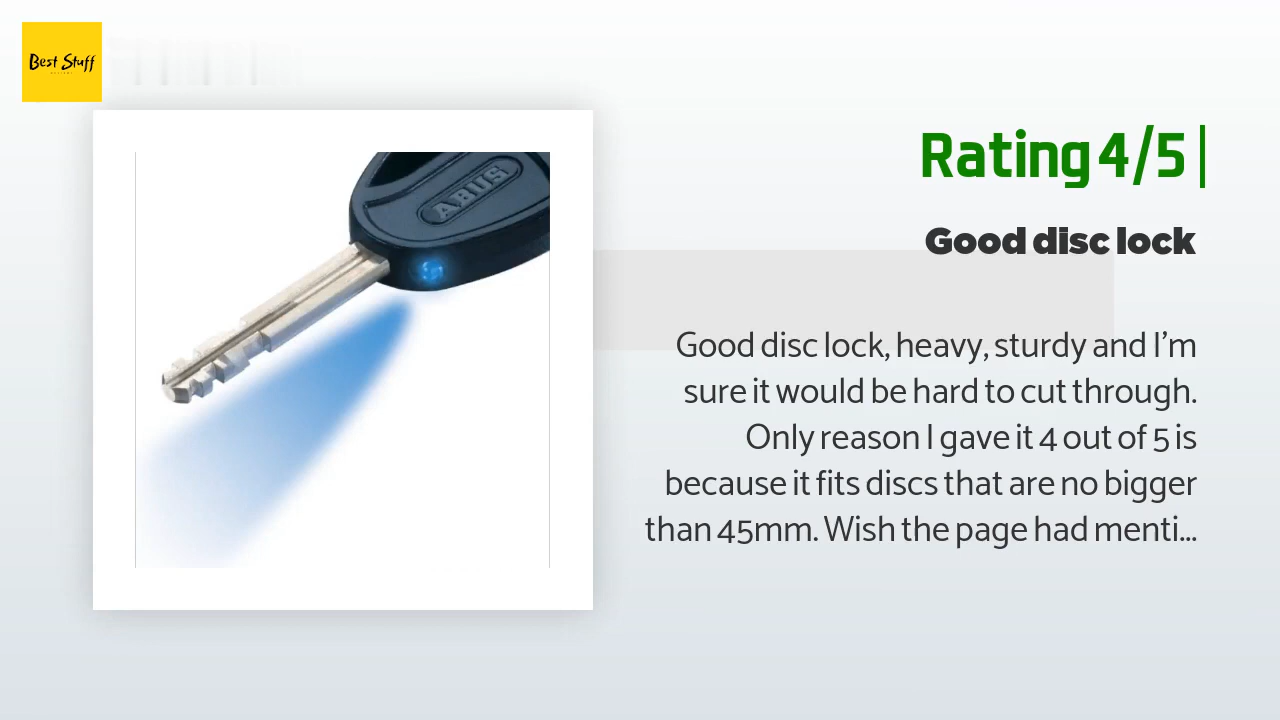 Best Stuff
Rating 4/5 |
Good disc lock
ABUS
Good disc lock, heavy, sturdy and I'm
sure it would be hard to cut through.
Only reason I gave it 4 out of 5 is
because it fits discs that are no bigger
than 45mm. Wish the page had menti...